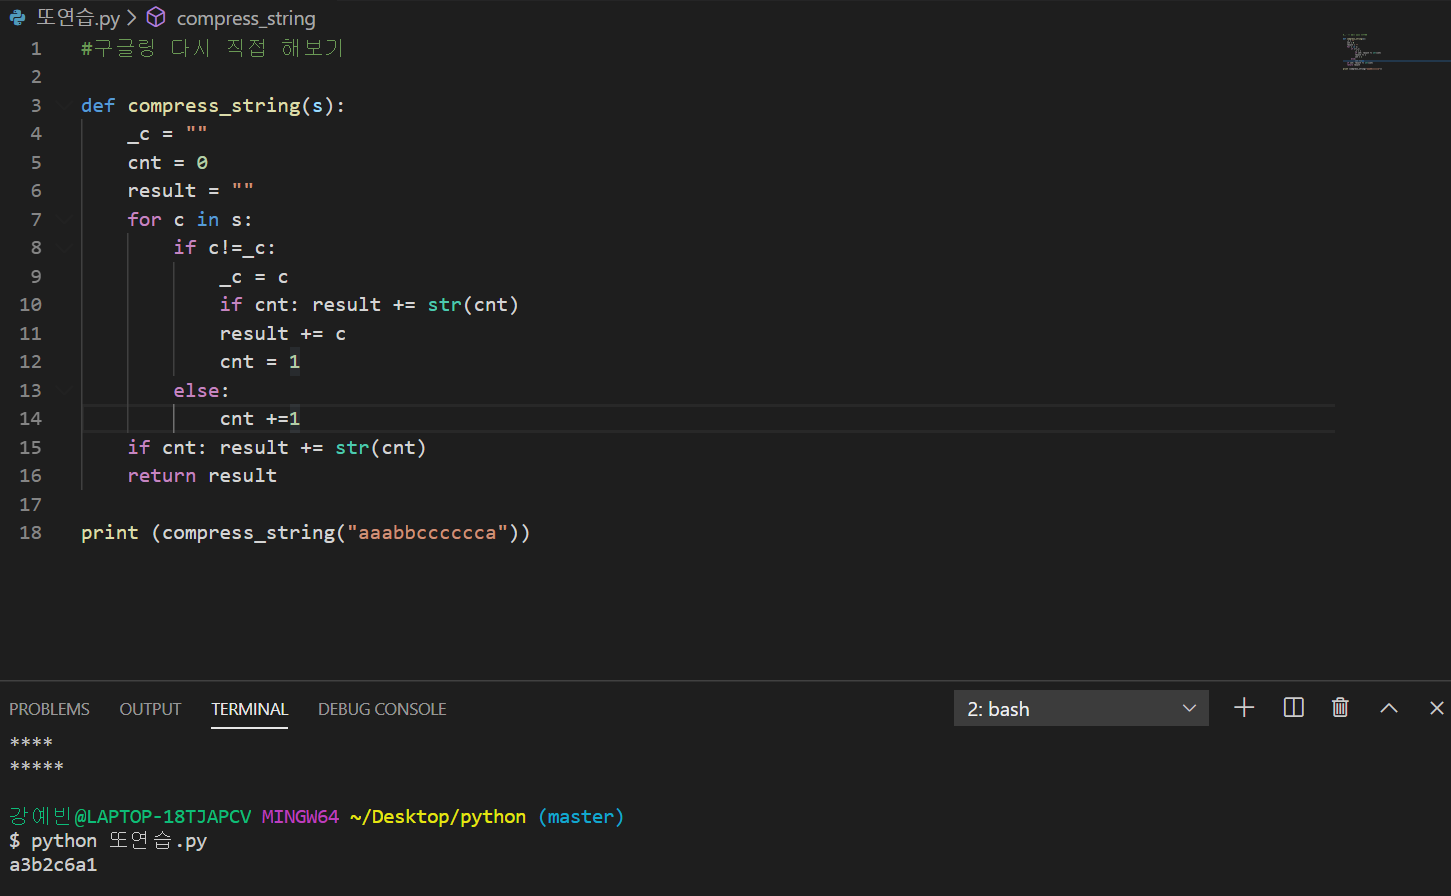 또연습.py > compress_string
1 #구글링 다시 직접 해보기
2
3 def compress_string(s):
4     _c = ""
5     cnt = 0
6     result = ""
7     for c in s:
8         if c!=_c:
9             _c = c
10             if cnt: result += str(cnt)
11             result += c
12             cnt = 1
13         else:
14             cnt +=1
15     if cnt: result += str(cnt)
16     return result
17
18 print (compress_string("aaabbcccccca"))
PROBLEMS OUTPUT TERMINAL DEBUG CONSOLE 2: bash
****
*****
강예빈@LAPTOP-18TJAPCV MINGW64 ~/Desktop/python (master)
$ python 또연습.py
a3b2c6a1